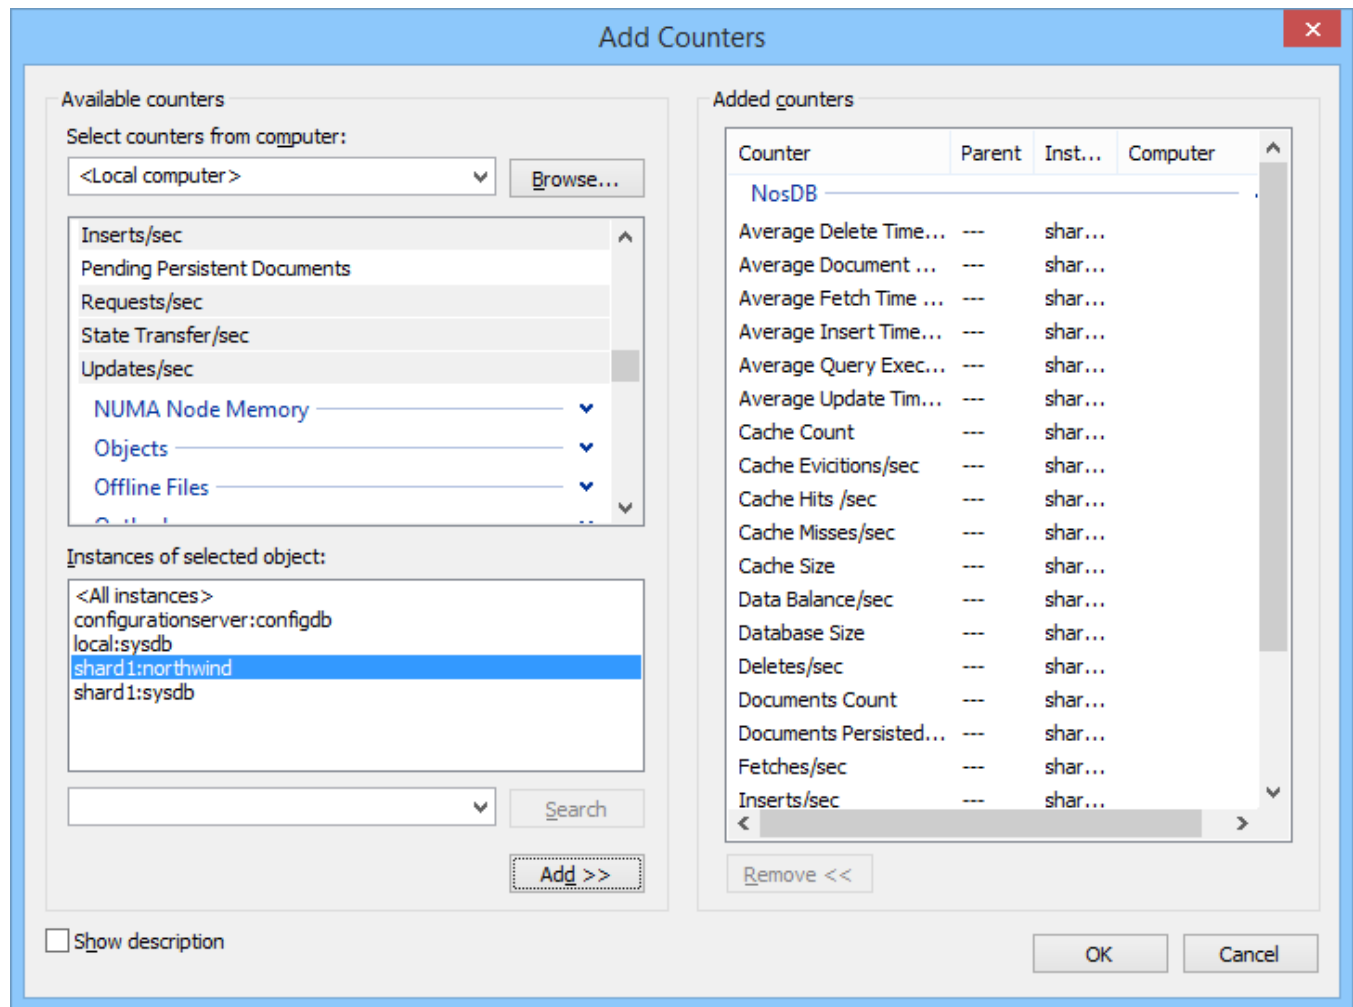 Add Counters
Available counters
Select counters from computer:
<Local computer>
Browse...
Inserts/sec
Pending Persistent Documents
Requests/sec
State Transfer/sec
Updates/sec
NUMA Node Memory
Objects
Offline Files
Instances of selected object:
<All instances>
configurationserver:configdb
local:sysdb
shard1:northwind
shard1:sysdb
Search
Add >>
Show description
Added counters
Counter Parent Inst... Computer
NosDB
Average Delete Time... --- shar...
Average Document ... --- shar...
Average Fetch Time ... --- shar...
Average Insert Time... --- shar...
Average Query Exec... --- shar...
Average Update Tim... --- shar...
Cache Count --- shar...
Cache Evicitions/sec --- shar...
Cache Hits /sec --- shar...
Cache Misses/sec --- shar...
Cache Size --- shar...
Data Balance/sec --- shar...
Database Size --- shar...
Deletes/sec --- shar...
Documents Count --- shar...
Documents Persisted... --- shar...
Fetches/sec --- shar...
Inserts/sec --- shar...
Remove <<
OK
Cancel